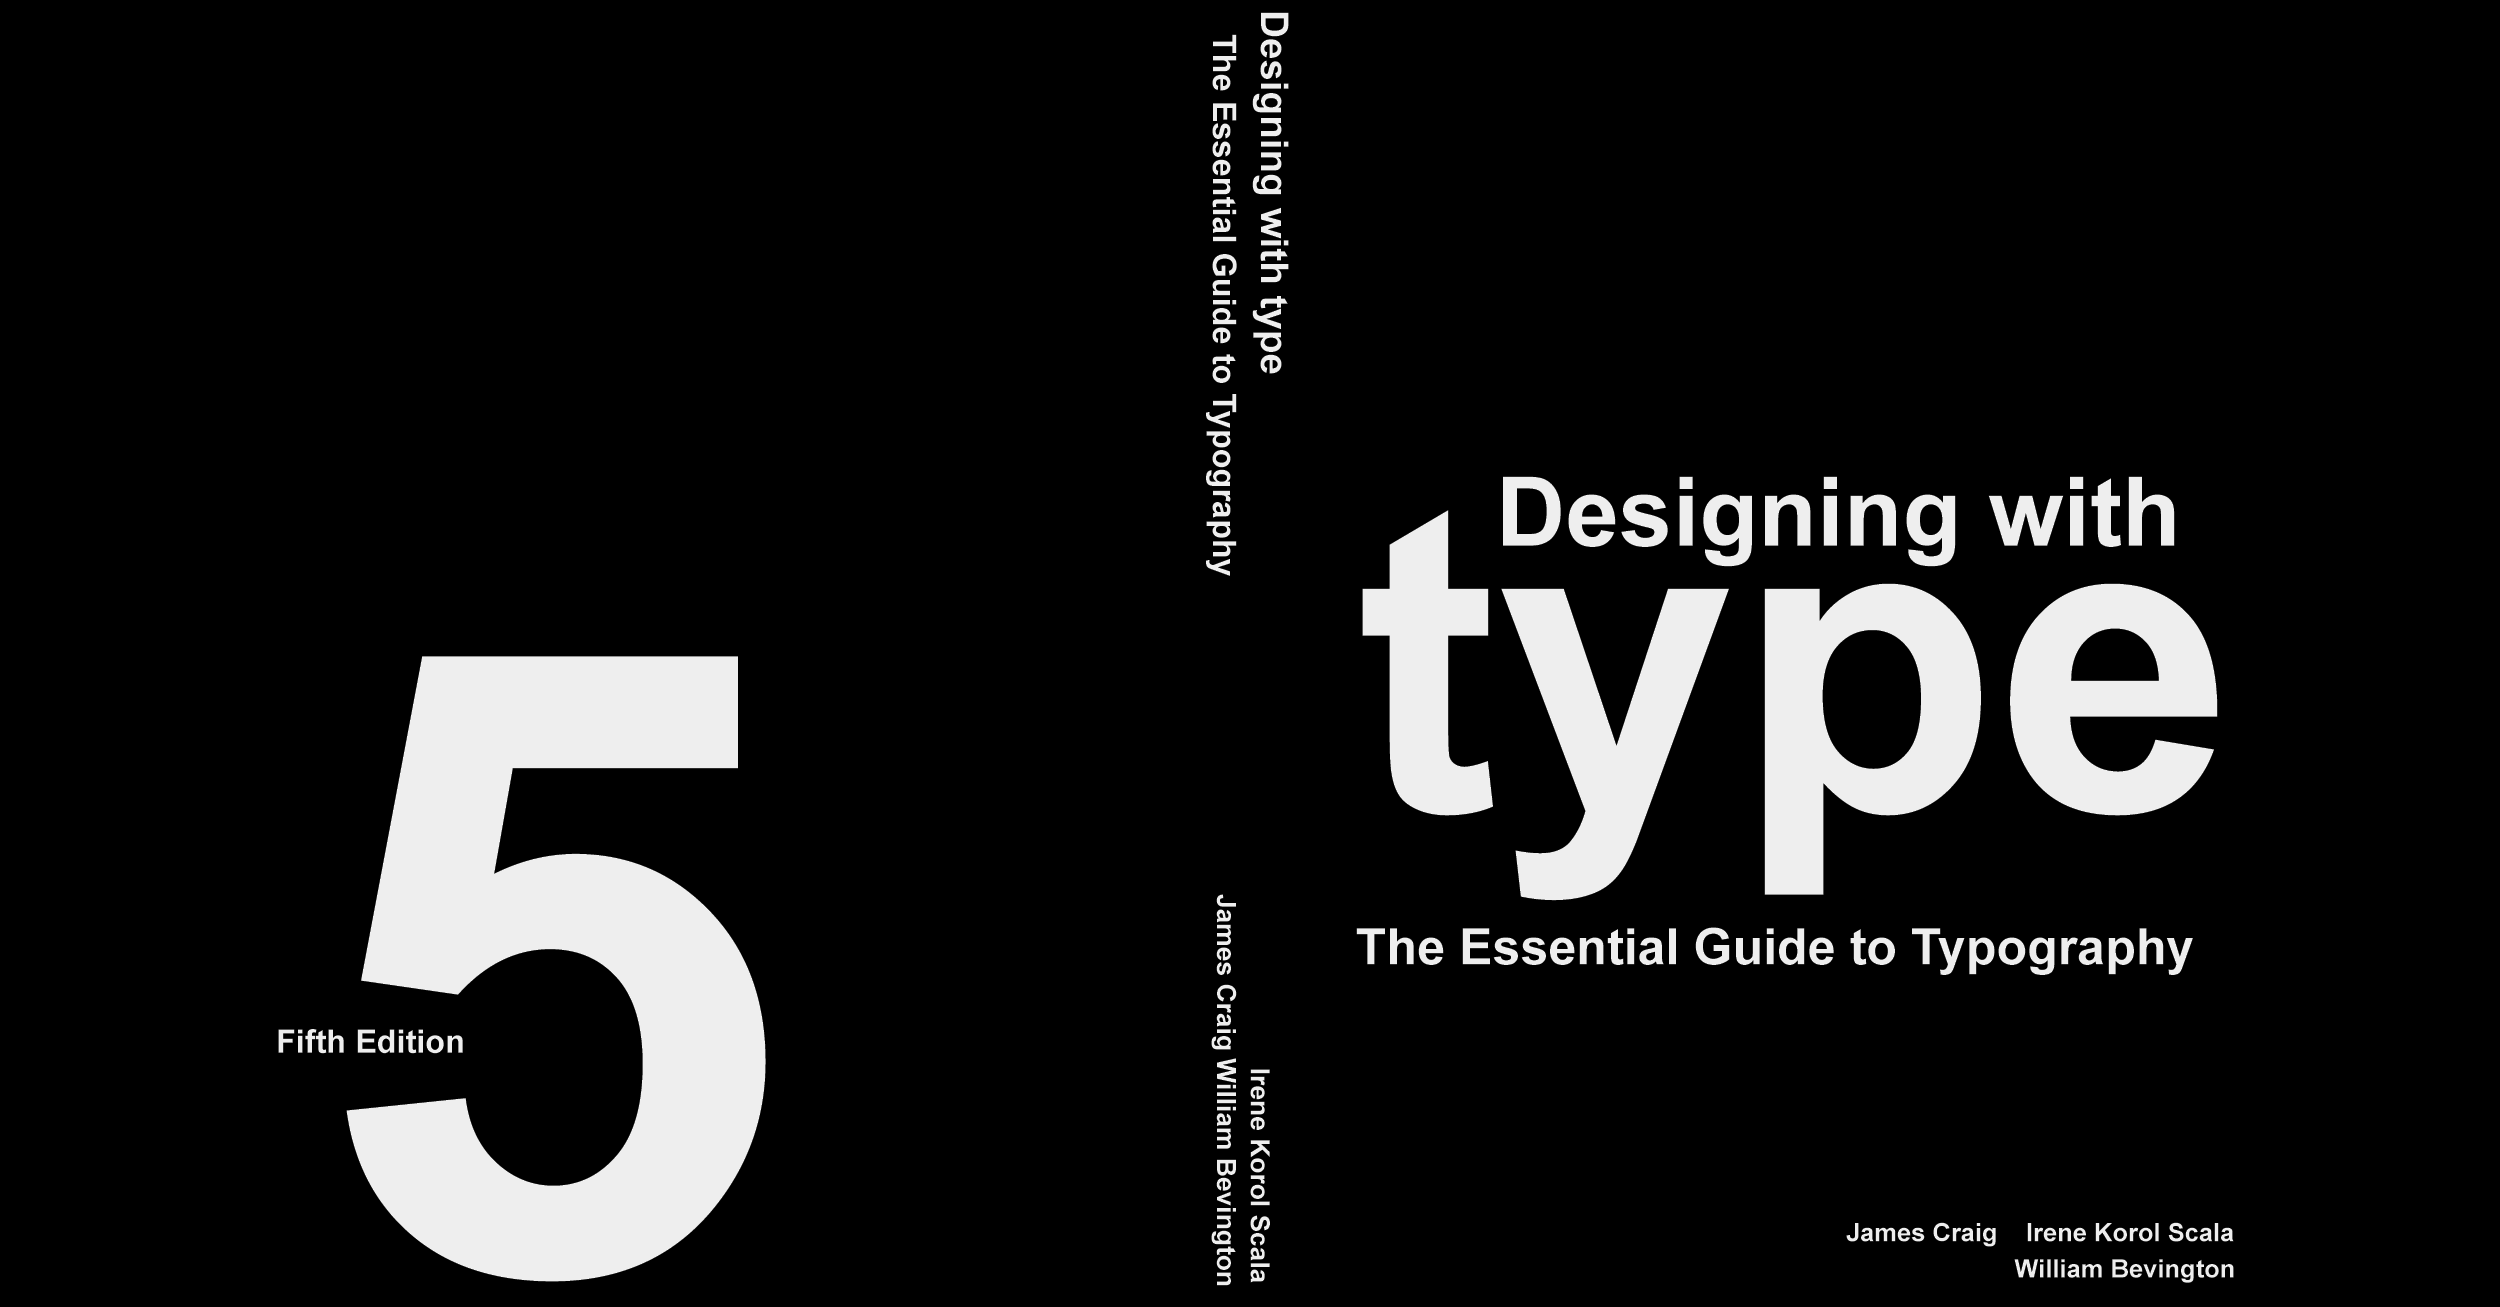 5
Fifth Edition
Designing with type
The Essential Guide to Typography
Irene Korol Scala
James Craig William Bevington
Designing with
type
The Essential Guide to Typography
James Craig Irene Korol Scala
William Bevington